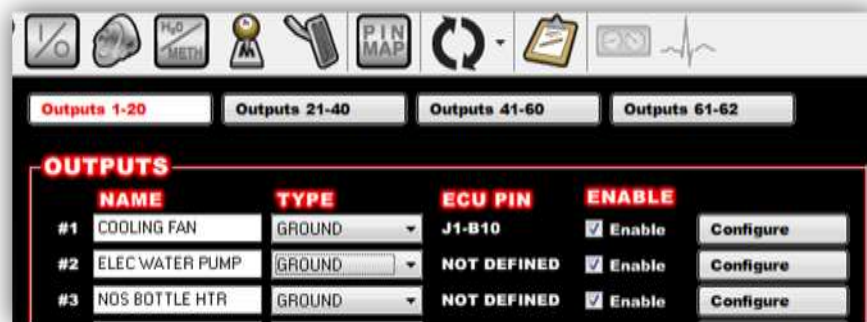 I/O H₂O METH PIN MAP
Outputs 1-20 Outputs 21-40 Outputs 41-60 Outputs 61-62
OUTPUTS
NAME TYPE ECU PIN ENABLE
#1 COOLING FAN GROUND J1-B10 Enable Configure
#2 ELEC WATER PUMP GROUND NOT DEFINED Enable Configure
#3 NOS BOTTLE HTR GROUND NOT DEFINED Enable Configure